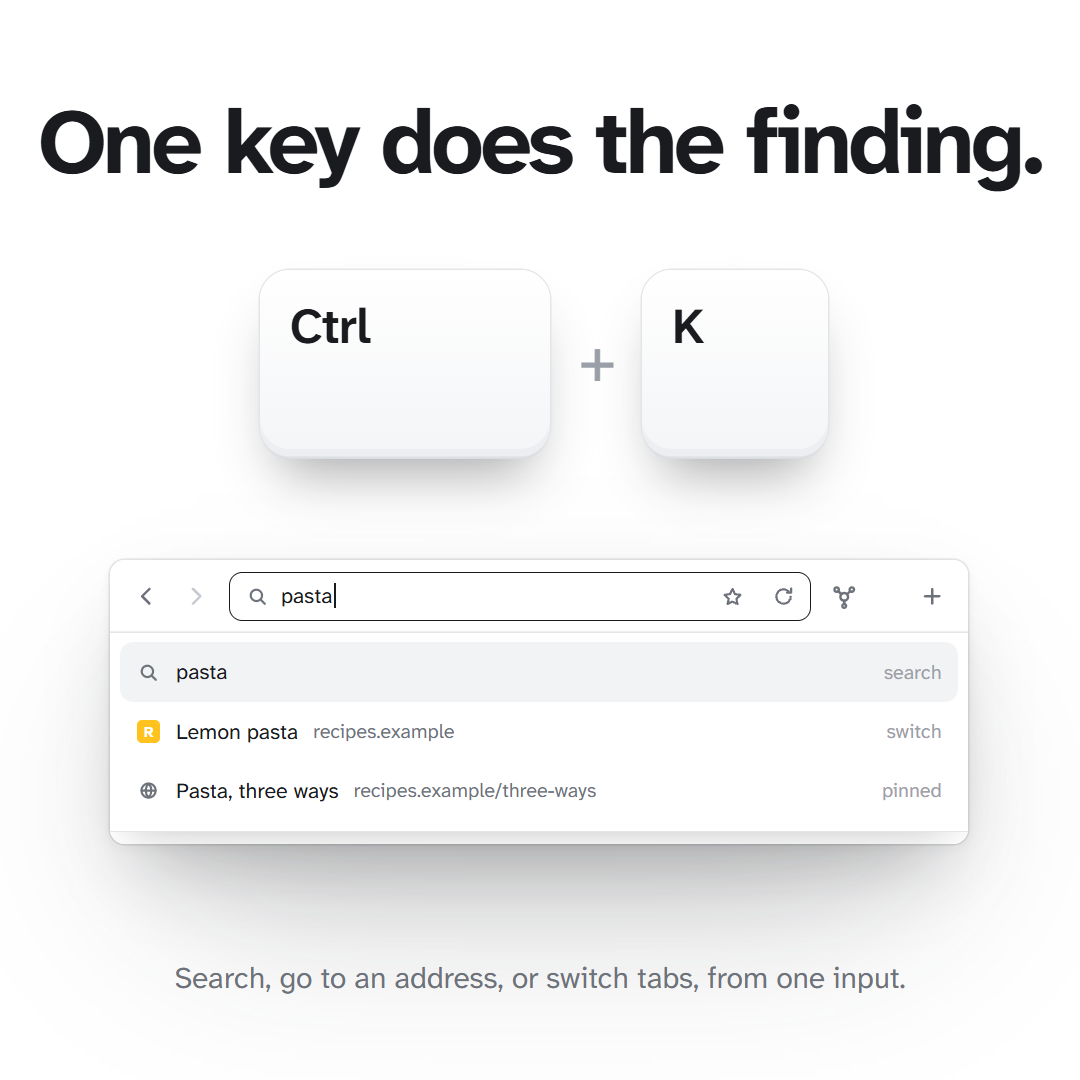 One key does the finding.
Ctrl + K
pasta
pasta search
R Lemon pasta recipes.example switch
Pasta, three ways recipes.example/three-ways pinned
Search, go to an address, or switch tabs, from one input.